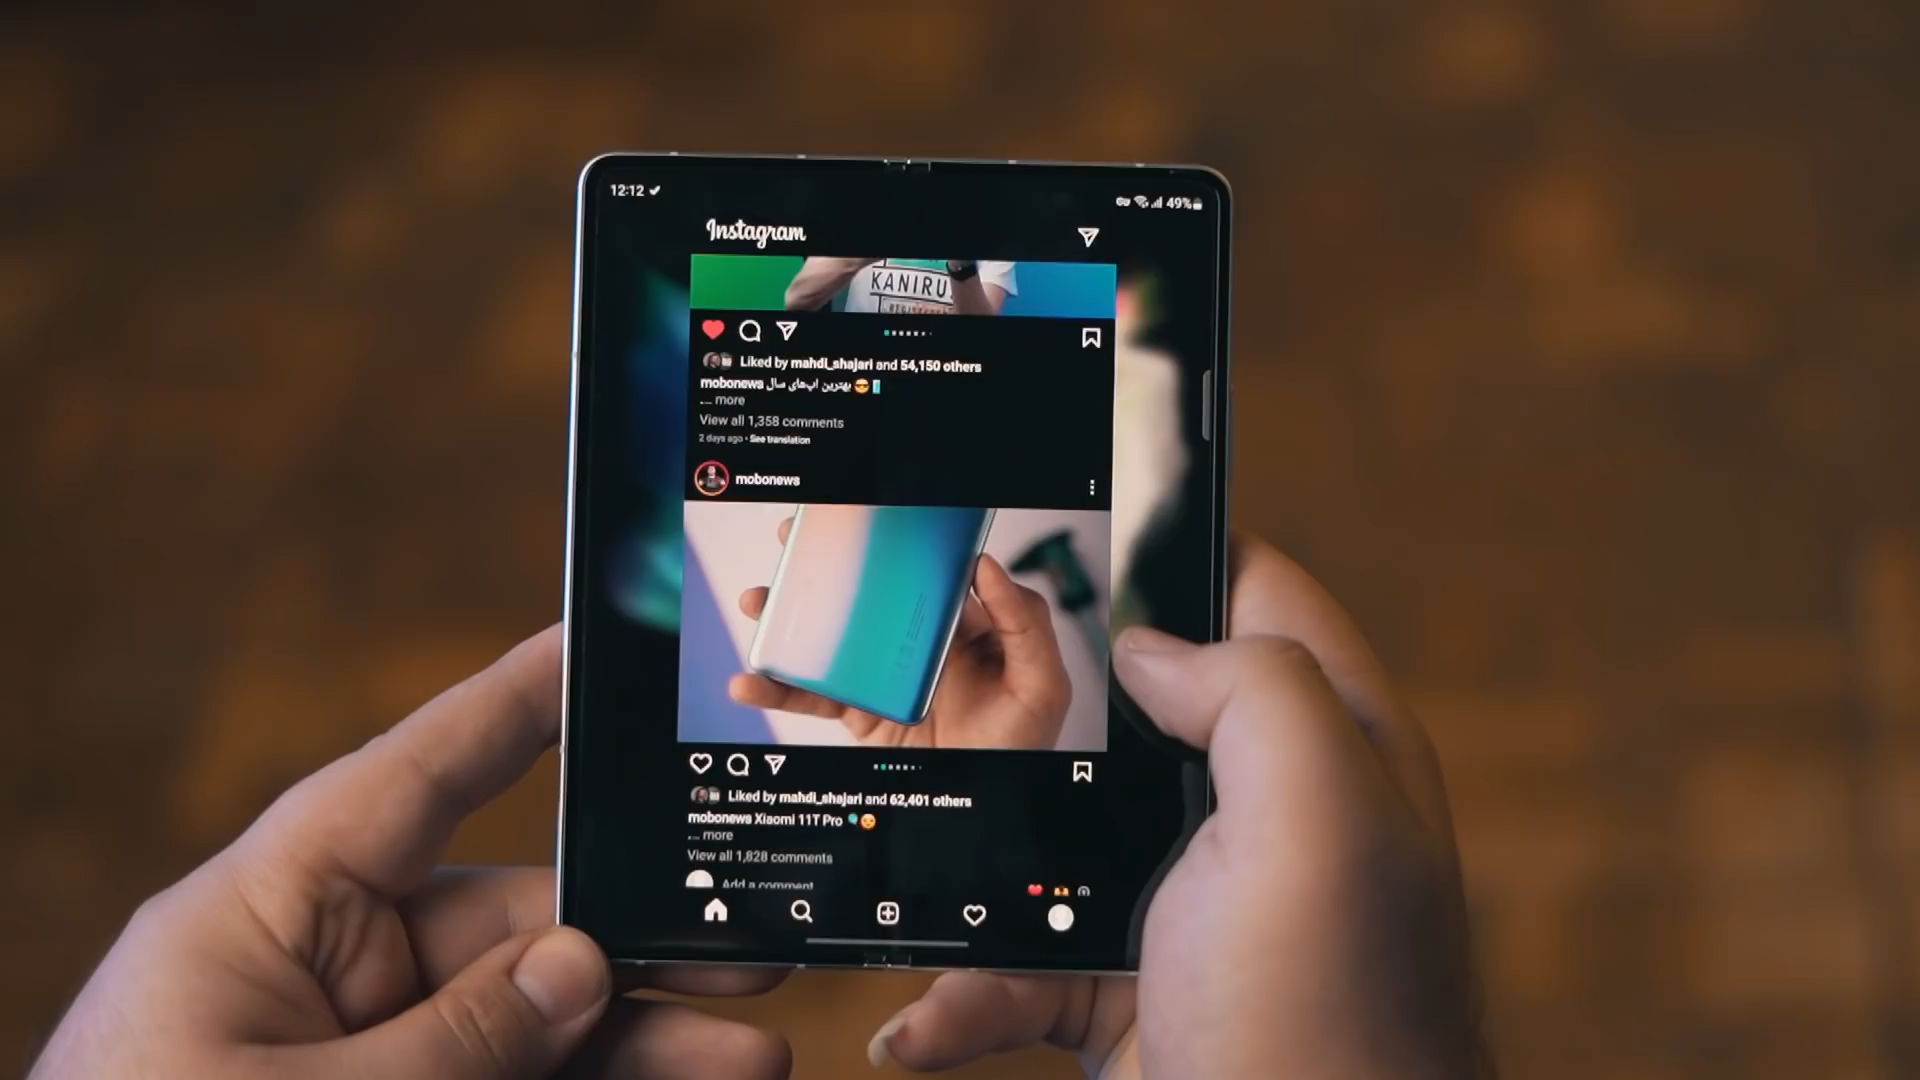 12:12
49%
Instagram
KANIRU
Liked by mahdi_shajari and 54,150 others
mobonews بهترین اپ‌های سال 😎
... more
View all 1,358 comments
2 days ago • See translation
mobonews
Liked by mahdi_shajari and 62,401 others
mobonews Xiaomi 11T Pro
... more
View all 1,828 comments
Add a comment